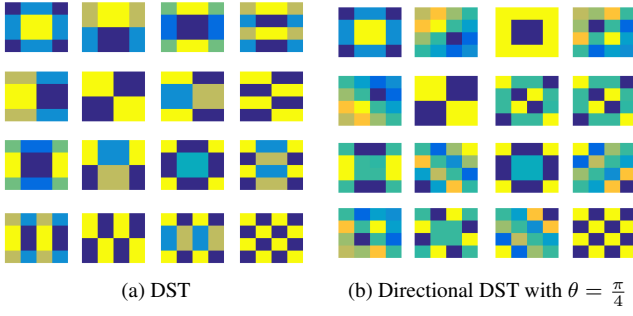 (a) DST
(b) Directional DST with θ = π/4